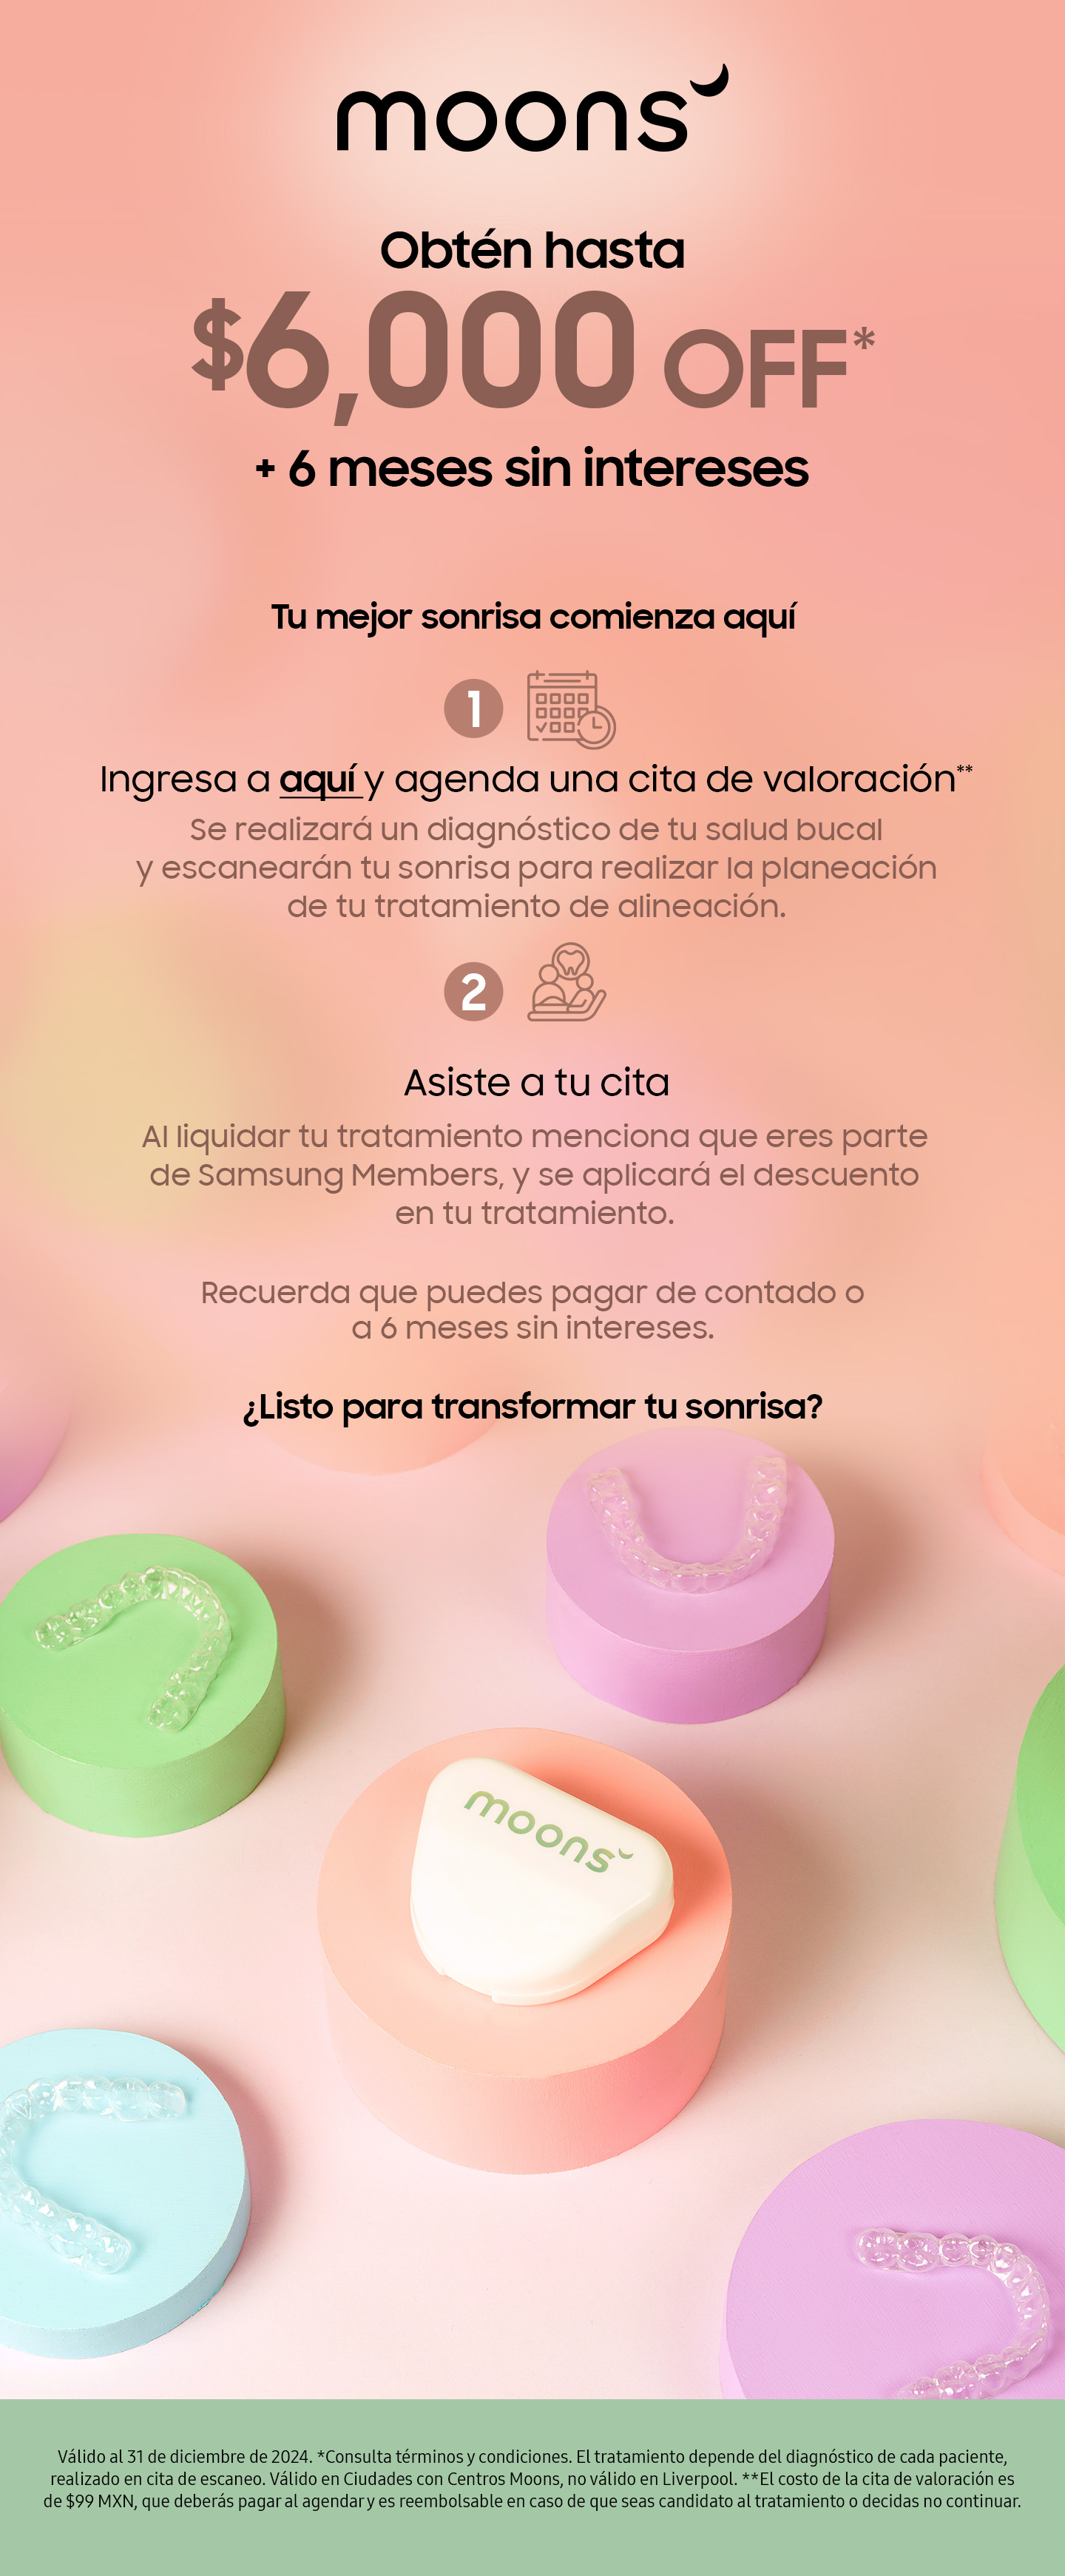 moons
Obtén hasta
$6,000 OFF*
+ 6 meses sin intereses
Tu mejor sonrisa comienza aquí
1
Ingresa a aquí y agenda una cita de valoración**
Se realizará un diagnóstico de tu salud bucal
y escanearán tu sonrisa para realizar la planeación
de tu tratamiento de alineación.
2
Asiste a tu cita
Al liquidar tu tratamiento menciona que eres parte
de Samsung Members, y se aplicará el descuento
en tu tratamiento.
Recuerda que puedes pagar de contado o
a 6 meses sin intereses.
¿Listo para transformar tu sonrisa?
moons
Válido al 31 de diciembre de 2024. *Consulta términos y condiciones. El tratamiento depende del diagnóstico de cada paciente,
realizado en cita de escaneo. Válido en Ciudades con Centros Moons, no válido en Liverpool. **El costo de la cita de valoración es
de $99 MXN, que deberás pagar al agendar y es reembolsable en caso de que seas candidato al tratamiento o decidas no continuar.